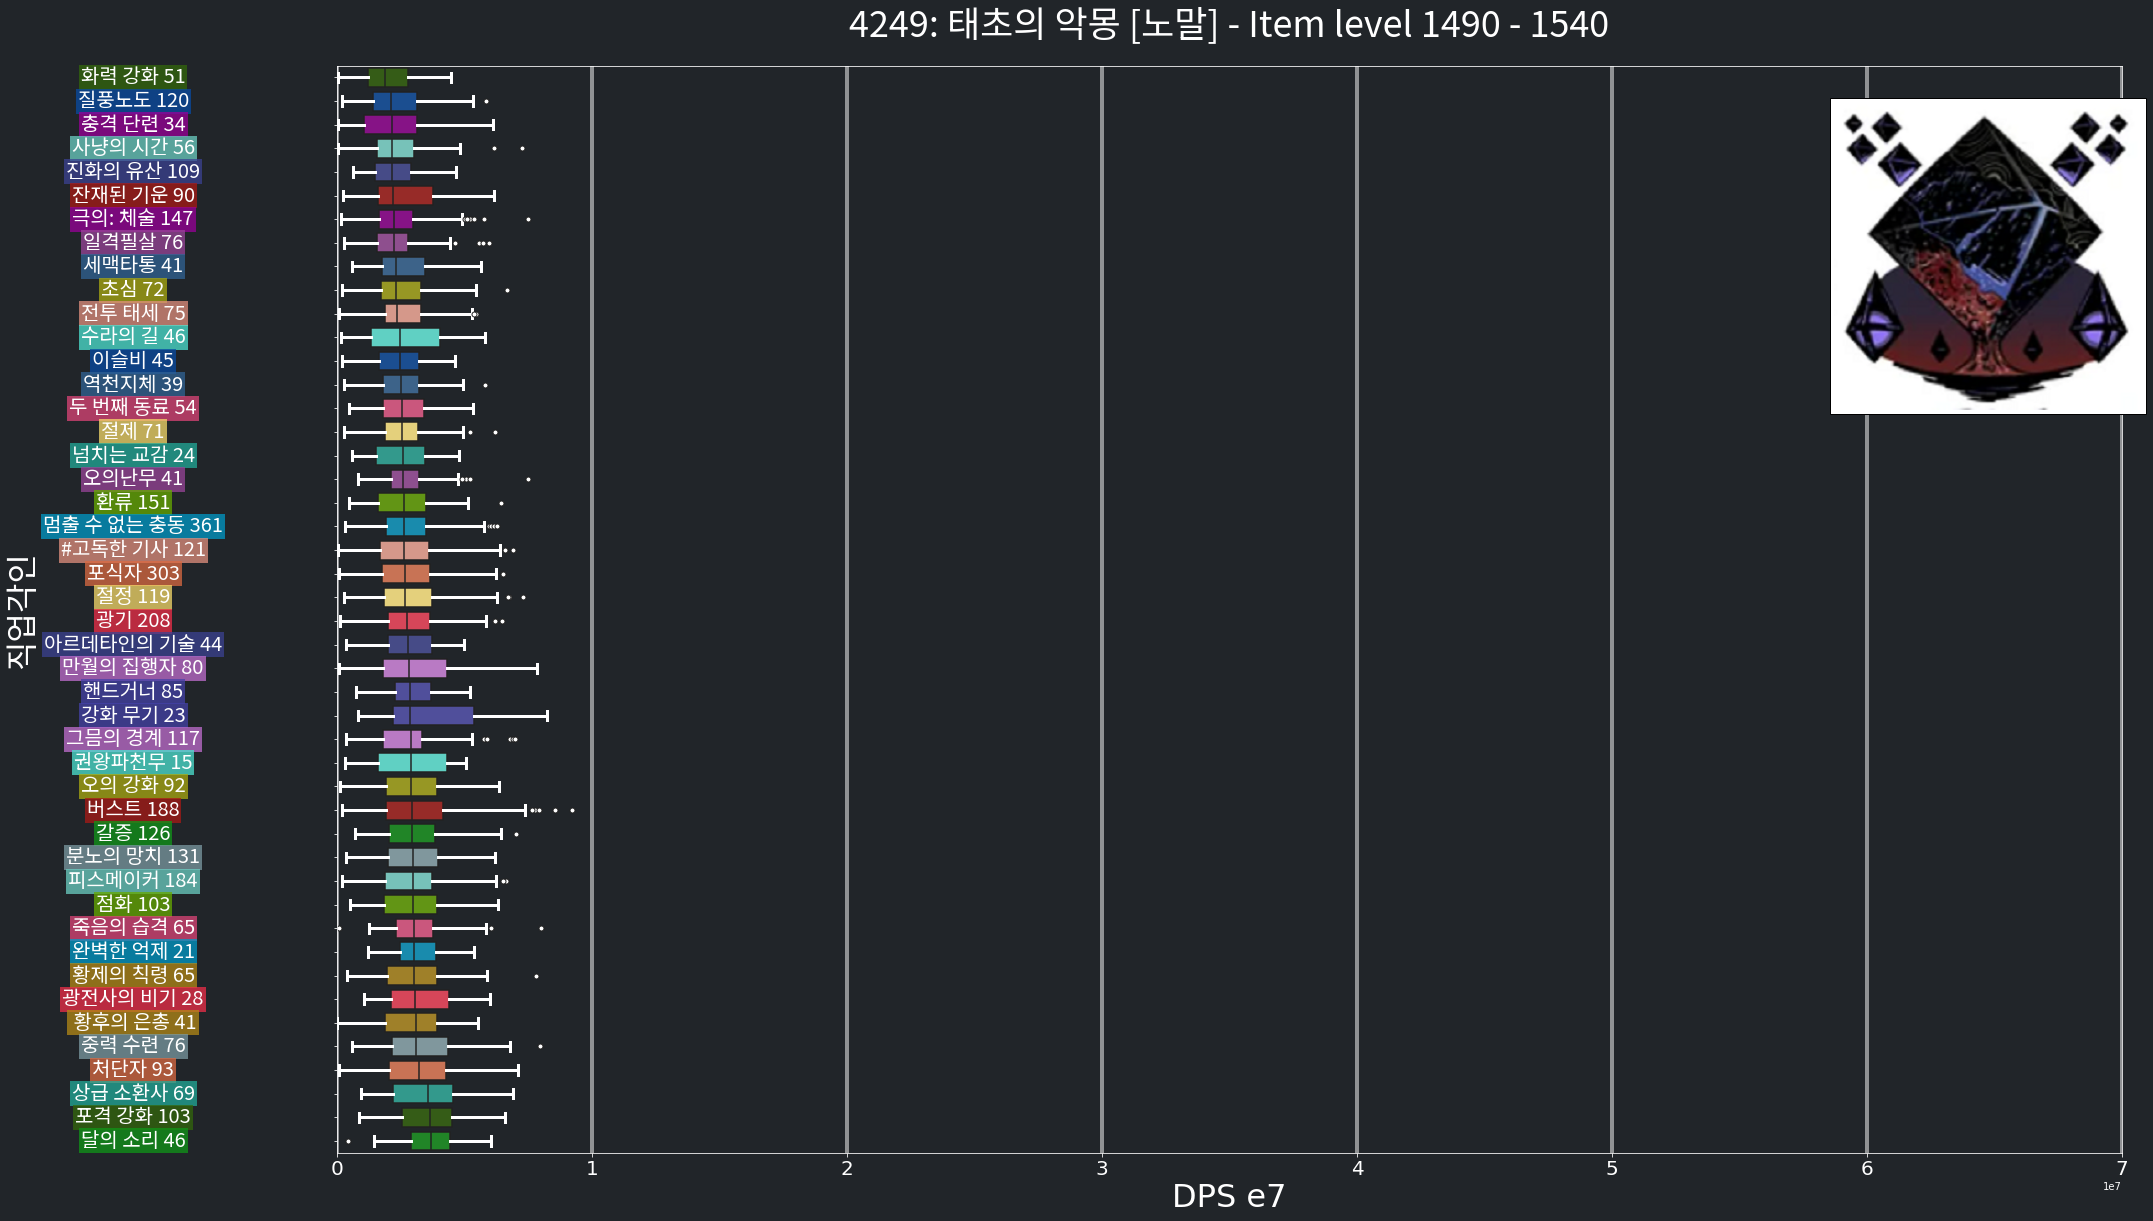 4249: 태초의 악몽 [노말] - Item level 1490 - 1540
화력 강화 51
질풍노도 120
충격 단련 34
사냥의 시간 56
진화의 유산 109
잔재된 기운 90
극의: 체술 147
일격필살 76
세맥타통 41
초심 72
전투 태세 75
수라의 길 46
이슬비 45
역천지체 39
두 번째 동료 54
절제 71
넘치는 교감 24
오의난무 41
환류 151
멈출 수 없는 충동 361
#고독한 기사 121
포식자 303
절정 119
광기 208
아르데타인의 기술 44
만월의 집행자 80
핸드거너 85
강화 무기 23
그믐의 경계 117
권왕파천무 15
오의 강화 92
버스트 188
갈증 126
분노의 망치 131
피스메이커 184
점화 103
죽음의 습격 65
완벽한 억제 21
황제의 칙령 65
광전사의 비기 28
황후의 은총 41
중력 수련 76
처단자 93
상급 소환사 69
포격 강화 103
달의 소리 46
직업각인
0 1 2 3 4 5 6 7
1e7
DPS e7